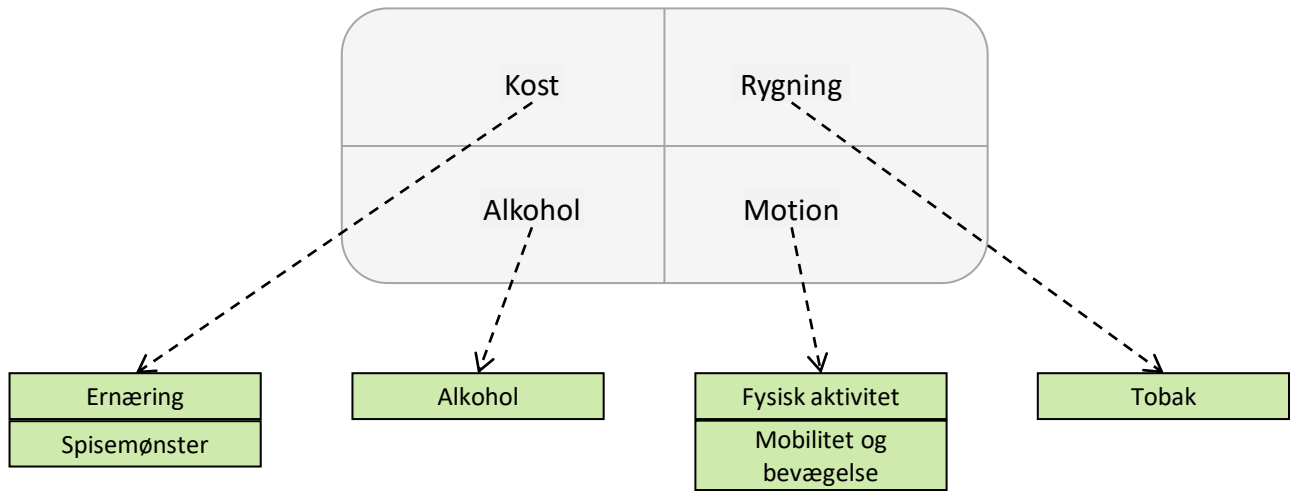 Kost
Rygning
Alkohol
Motion
Ernæring
Spisemønster
Alkohol
Fysisk aktivitet
Mobilitet og
bevægelse
Tobak